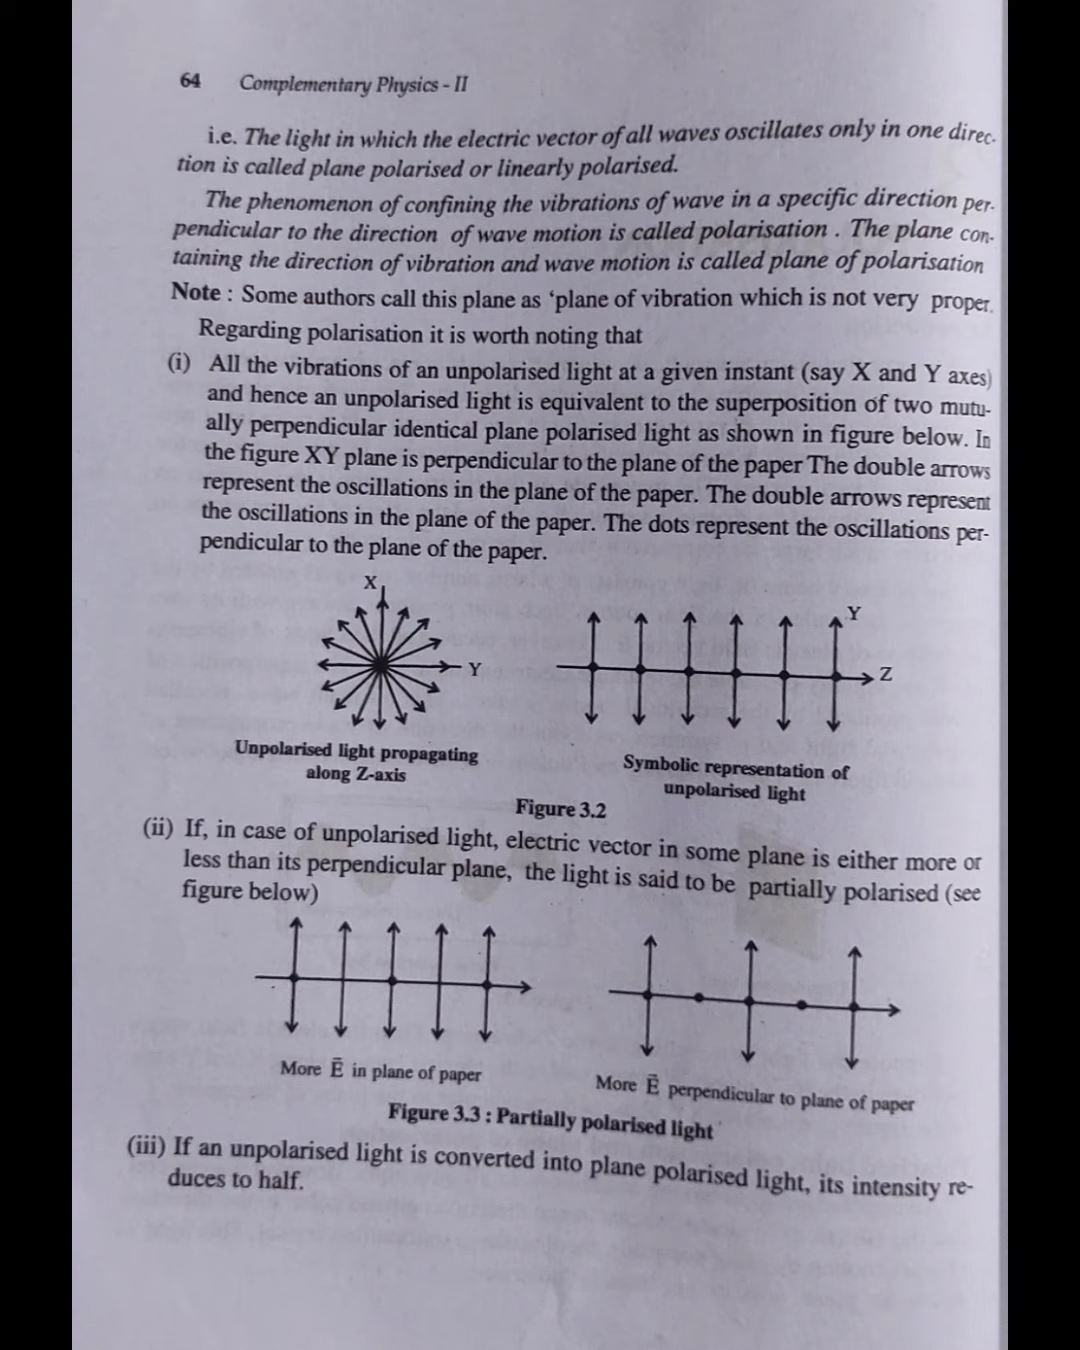 64 Complementary Physics - II
i.e. The light in which the electric vector of all waves oscillates only in one direc-
tion is called plane polarised or linearly polarised.
The phenomenon of confining the vibrations of wave in a specific direction per-
pendicular to the direction of wave motion is called polarisation . The plane con-
taining the direction of vibration and wave motion is called plane of polarisation
Note : Some authors call this plane as ‘plane of vibration which is not very proper.
Regarding polarisation it is worth noting that
(i) All the vibrations of an unpolarised light at a given instant (say X and Y axes)
and hence an unpolarised light is equivalent to the superposition of two mutu-
ally perpendicular identical plane polarised light as shown in figure below. In
the figure XY plane is perpendicular to the plane of the paper The double arrows
represent the oscillations in the plane of the paper. The double arrows represent
the oscillations in the plane of the paper. The dots represent the oscillations per-
pendicular to the plane of the paper.
X
Y
Y
Z
Unpolarised light propagating
along Z-axis
Symbolic representation of
unpolarised light
Figure 3.2
(ii) If, in case of unpolarised light, electric vector in some plane is either more or
less than its perpendicular plane, the light is said to be partially polarised (see
figure below)
More E̅ in plane of paper
More E̅ perpendicular to plane of paper
Figure 3.3 : Partially polarised light
(iii) If an unpolarised light is converted into plane polarised light, its intensity re-
duces to half.